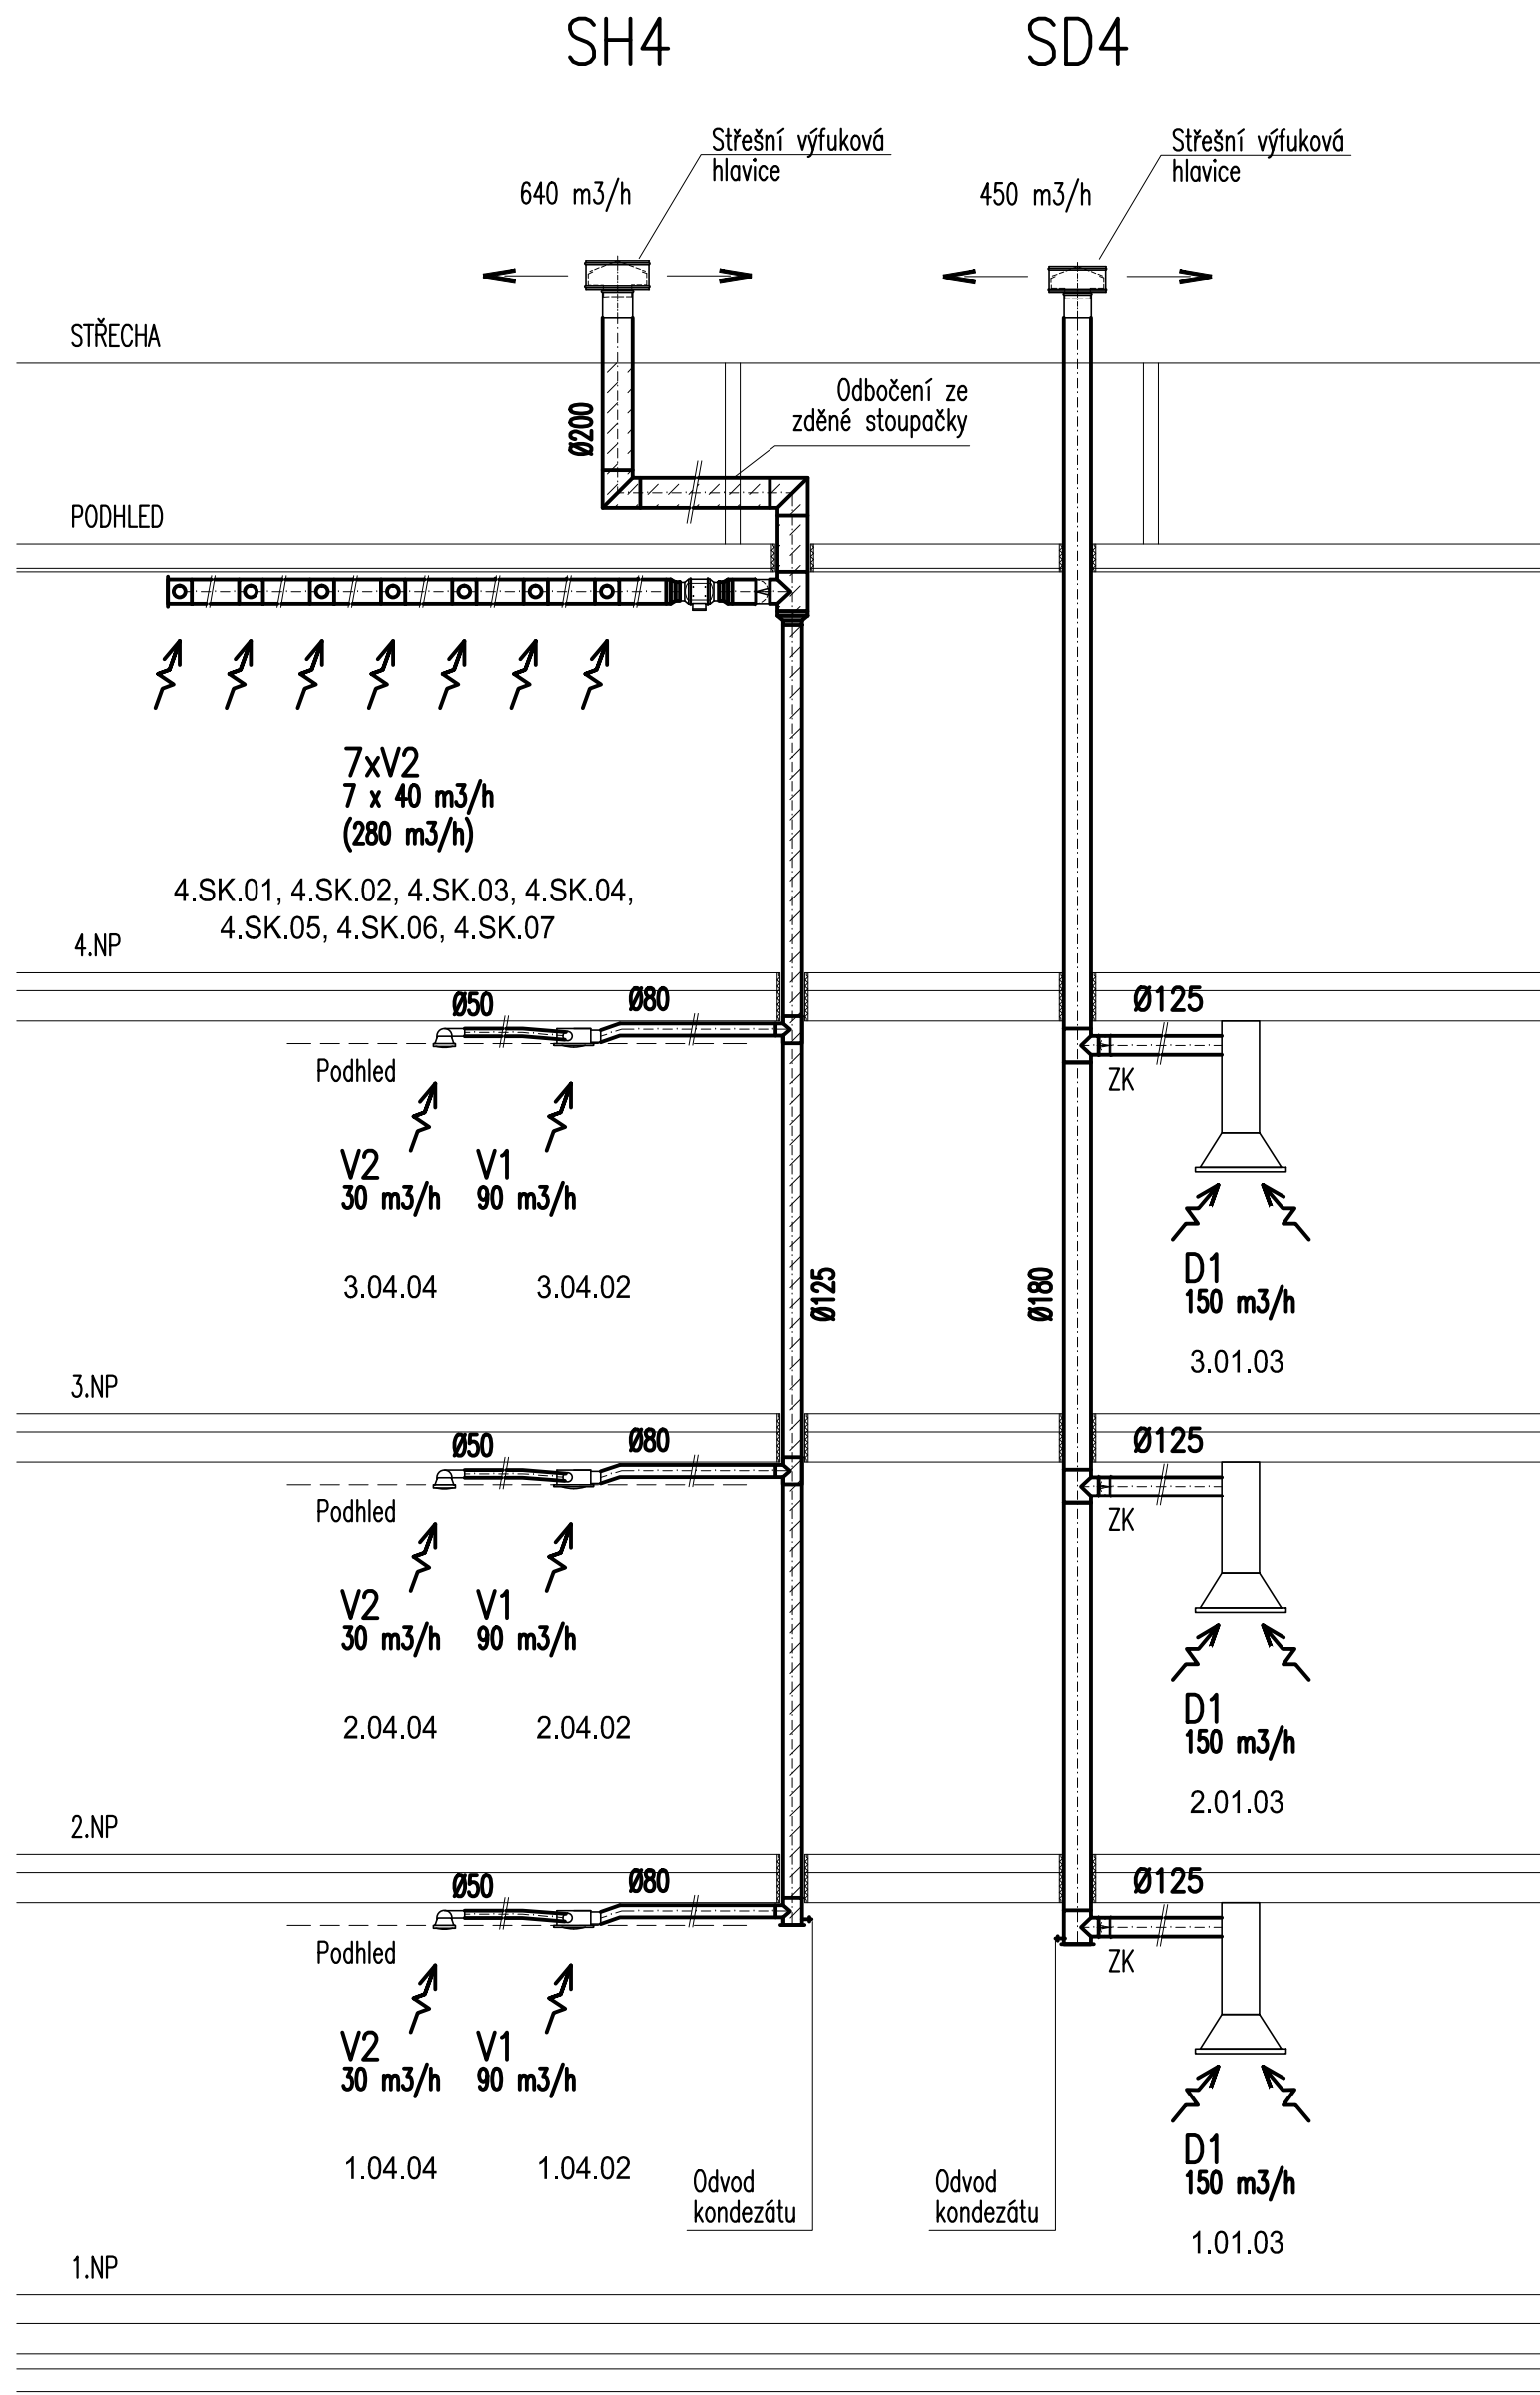 SH4
SD4
Střešní výfuková
hlavice
640 m3/h
Střešní výfuková
hlavice
450 m3/h
STŘECHA
Odbočení ze
zděné stoupačky
Ø200
PODHLED
7xV2
7 x 40 m3/h
(280 m3/h)
4.SK.01, 4.SK.02, 4.SK.03, 4.SK.04,
4.SK.05, 4.SK.06, 4.SK.07
4.NP
Ø50
Ø80
Ø125
Podhled
ZK
V2
30 m3/h
V1
90 m3/h
3.04.04
3.04.02
Ø125
Ø180
D1
150 m3/h
3.01.03
3.NP
Ø50
Ø80
Ø125
Podhled
ZK
V2
30 m3/h
V1
90 m3/h
2.04.04
2.04.02
D1
150 m3/h
2.01.03
2.NP
Ø50
Ø80
Ø125
Podhled
ZK
V2
30 m3/h
V1
90 m3/h
1.04.04
1.04.02
Odvod
kondezátu
Odvod
kondezátu
D1
150 m3/h
1.01.03
1.NP